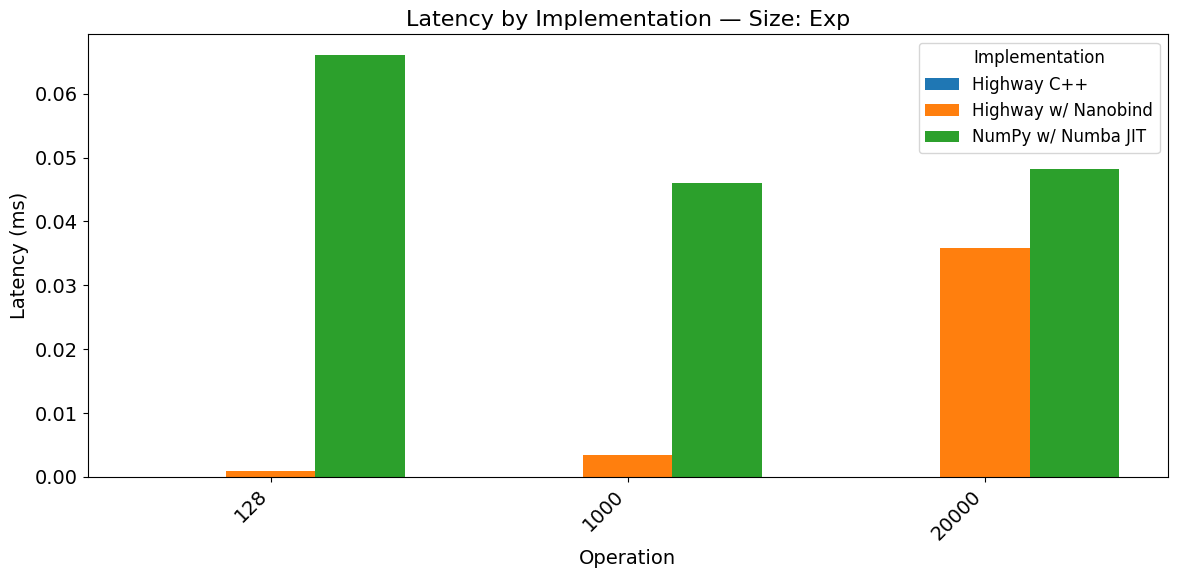 Latency by Implementation — Size: Exp
Implementation
Highway C++
Highway w/ Nanobind
NumPy w/ Numba JIT
Latency (ms)
0.06
0.05
0.04
0.03
0.02
0.01
0.00
128
1000
20000
Operation